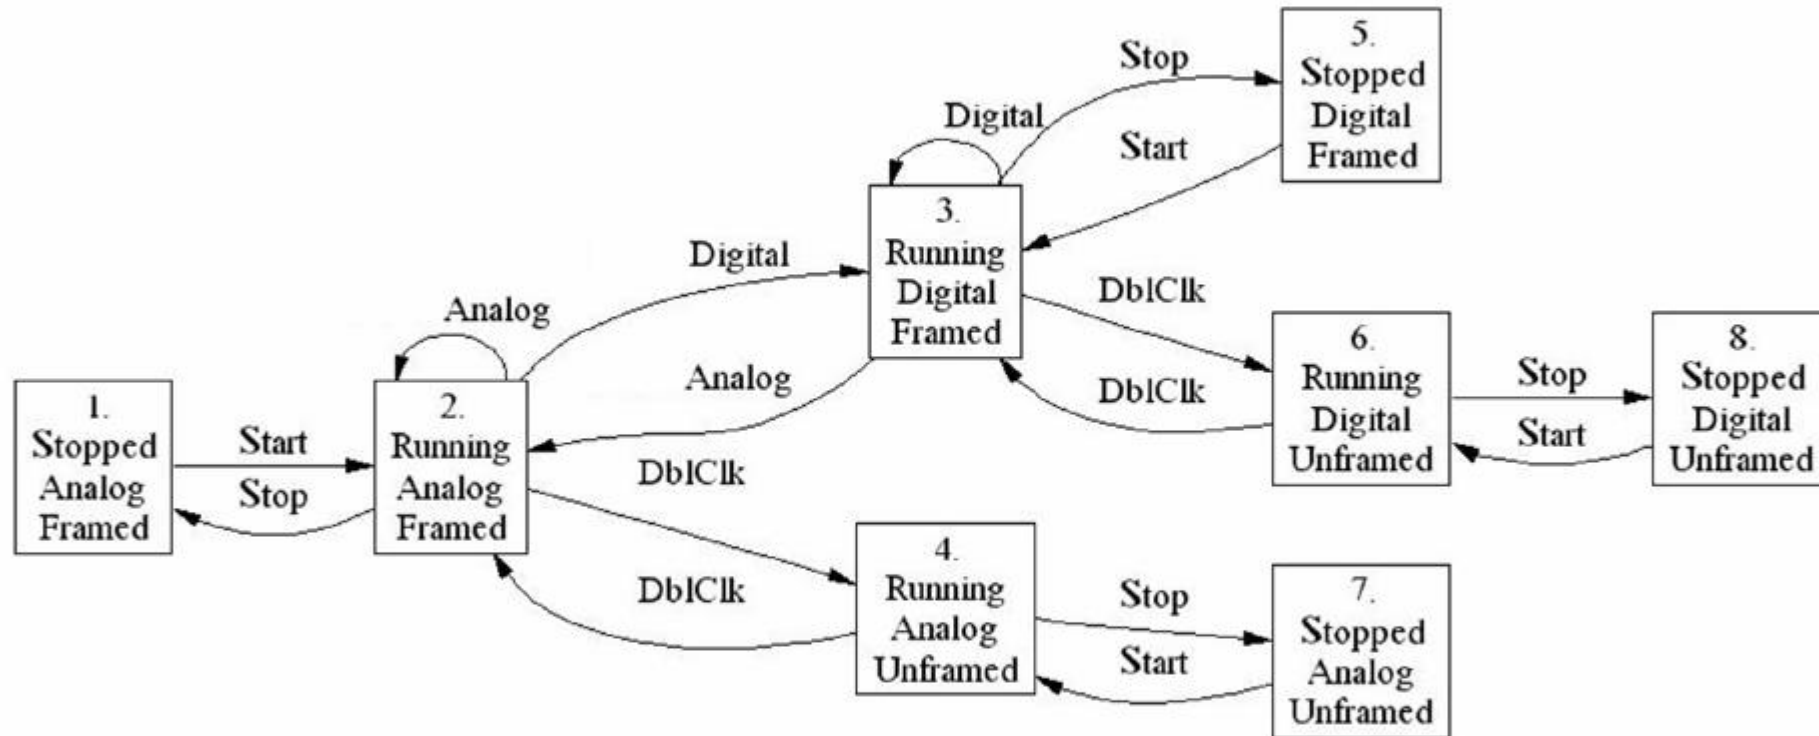 1.
Stopped
Analog
Framed
Start
Stop
2.
Running
Analog
Framed
Analog
Digital
Analog
DblClk
DblClk
3.
Running
Digital
Framed
Digital
Stop
Start
5.
Stopped
Digital
Framed
DblClk
DblClk
6.
Running
Digital
Unframed
Stop
Start
8.
Stopped
Digital
Unframed
4.
Running
Analog
Unframed
Stop
Start
7.
Stopped
Analog
Unframed